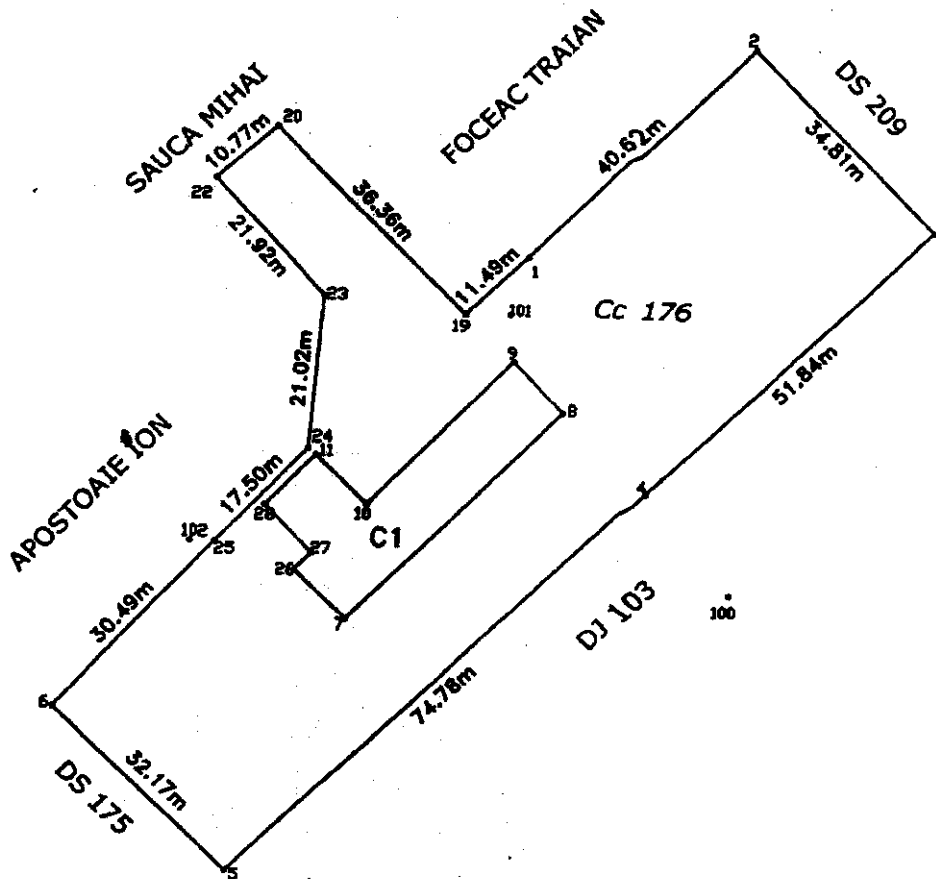 2
DS 209
FOCEAC TRAIAN
SAUCA MIHAI
20
10.77m
40.62m
34.81m
22
36.36m
21.92m
11.49m
1
23
19
101
Cc 176
9
21.02m
51.84m
8
24
11
APOSTOAIE ION
17.50m
28
10
102
25
C1
27
26
7
30.49m
DJ 103
100
74.78m
6
32.17m
DS 175
5